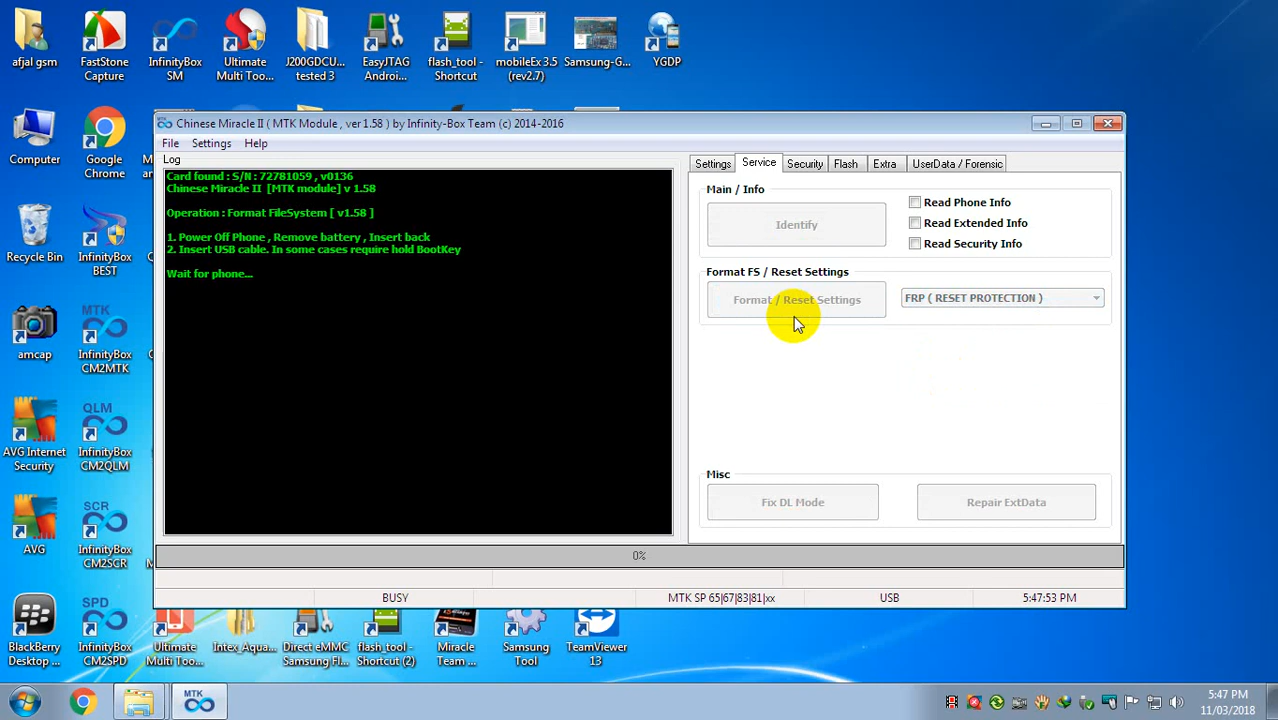 afjal gsm
FastStone
Capture
InfinityBox
SM
Ultimate
Multi Too...
J200GDCU...
tested 3
EasyJTAG
Androi...
flash_tool -
Shortcut
mobileEx 3.5
(rev2.7)
Samsung-G...
YGDP
Computer
Google
Chrome
Recycle Bin
InfinityBox
BEST
amcap
MTK
InfinityBox
CM2MTK
AVG Internet
Security
QLM
InfinityBox
CM2QLM
AVG
SCR
InfinityBox
CM2SCR
BlackBerry
Desktop ...
SPD
InfinityBox
CM2SPD
Chinese Miracle II ( MTK Module , ver 1.58 ) by Infinity-Box Team (c) 2014-2016
File Settings Help
Log
Card found : S/N : 72781059 , v0136
Chinese Miracle II [MTK module] v 1.58
Operation : Format FileSystem [ v1.58 ]
1. Power Off Phone , Remove battery , Insert back
2. Insert USB cable. In some cases require hold BootKey
Wait for phone...
Settings Service Security Flash Extra UserData / Forensic
Main / Info
Identify
Read Phone Info
Read Extended Info
Read Security Info
Format FS / Reset Settings
Format / Reset Settings
FRP ( RESET PROTECTION )
Misc
Fix DL Mode
Repair ExtData
0%
BUSY MTK SP 65|67|83|81|xx USB 5:47:53 PM
Ultimate
Multi Too...
Intex_Aqua...
Direct eMMC
Samsung Fl...
flash_tool -
Shortcut (2)
Miracle
Team ...
Samsung
Tool
TeamViewer
13
MTK
5:47 PM
11/03/2018